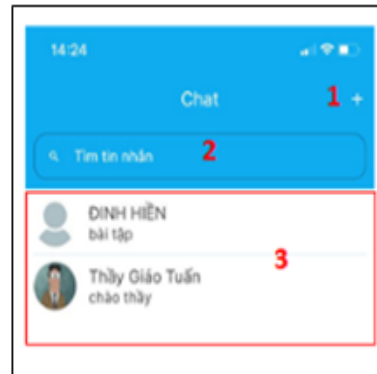 14:24
Chat
1 +
Tìm tin nhắn 2
ĐINH HIỀN
bài tập
3
Thầy Giáo Tuấn
chào thầy